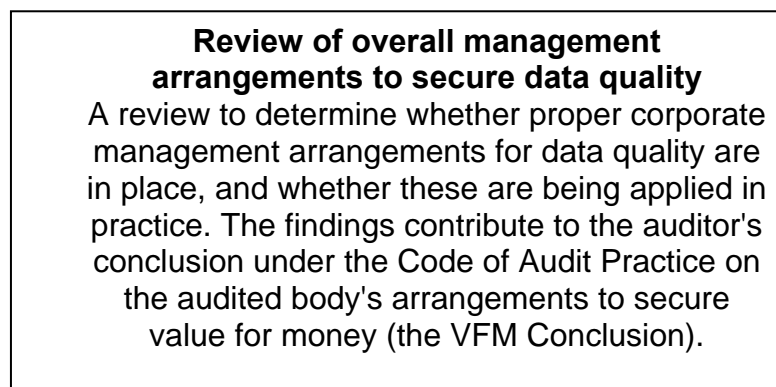 Review of overall management
arrangements to secure data quality
A review to determine whether proper corporate
management arrangements for data quality are
in place, and whether these are being applied in
practice. The findings contribute to the auditor's
conclusion under the Code of Audit Practice on
the audited body's arrangements to secure
value for money (the VFM Conclusion).